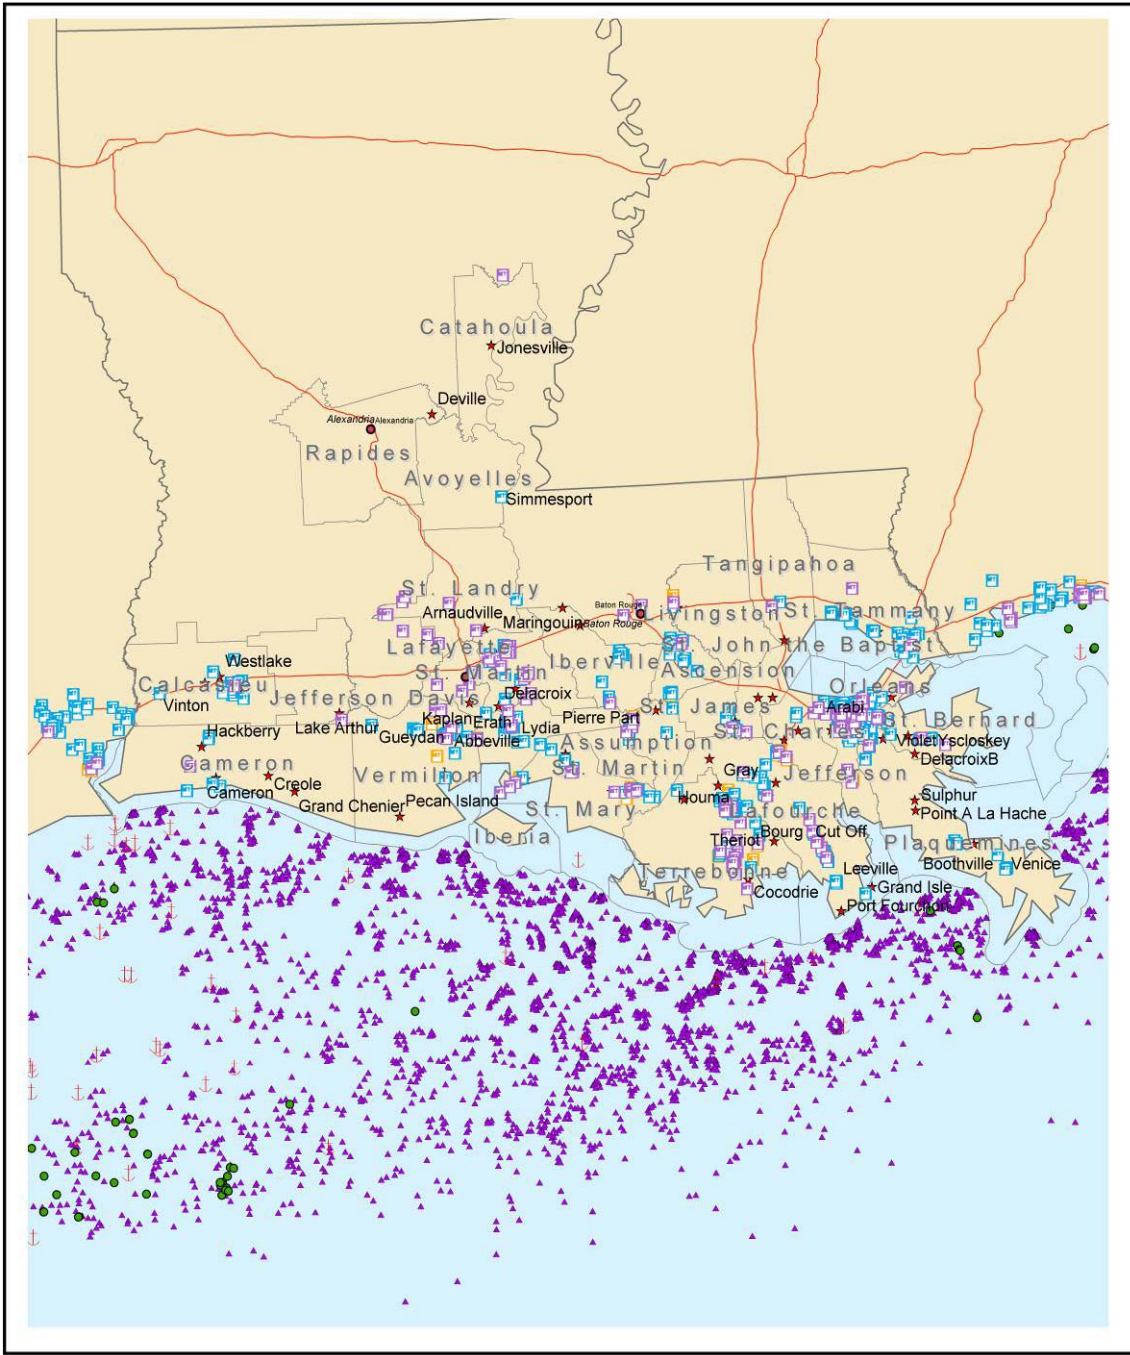 Catahoula
Jonesville
Deville
Alexandria Alexandria
Rapides
Avoyelles
Simmesport
Tangipahoa
St. Landry
Baton Rouge
Arnaudville
Livingston
St. Tammany
Maringouin
Baton Rouge
Lafayette
St. John the Baptist
Westlake
St. Martin
Iberville
Ascension
Calcasieu
Orleans
Jefferson Davis
Delacroix
Vinton
St. James
Arabi
Kaplan
Erath
Pierre Part
St. Bernard
Lake Arthur
Lydia
Hackberry
Gueydan
St. Charles
Abbeville
Assumption
Violet
Yscloskey
DelacroixB
Cameron
Vermilion
St. Martin
Gray
Jefferson
Creole
Cameron
Sulphur
Grand Chenier
Pecan Island
Houma
St. Mary
Lafourche
Point A La Hache
Iberia
Theriot
Bourg
Cut Off
Plaquemines
Boothville
Venice
Terrebonne
Leeville
Cocodrie
Grand Isle
Port Fourchon